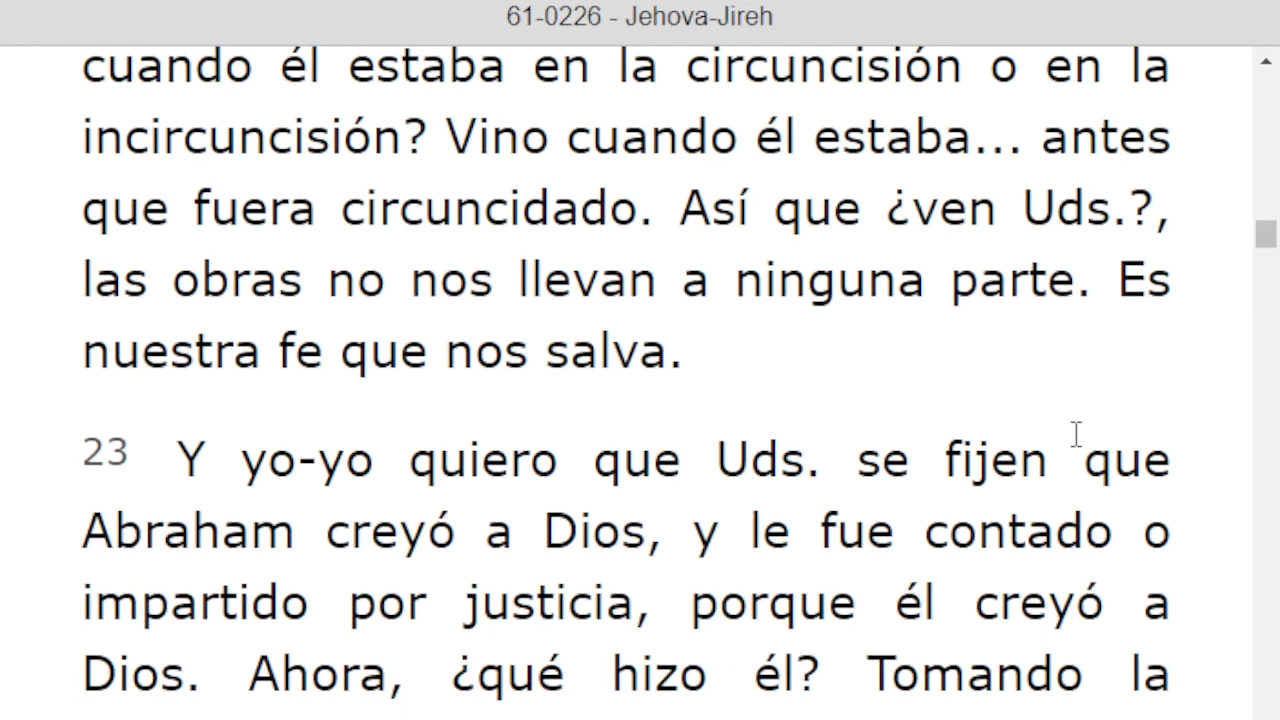 61-0226 - Jehova-Jireh
cuando él estaba en la circuncisión o en la
incircuncisión? Vino cuando él estaba... antes
que fuera circuncidado. Así que ¿ven Uds.?,
las obras no nos llevan a ninguna parte. Es
nuestra fe que nos salva.
23 Y yo-yo quiero que Uds. se fijen que
Abraham creyó a Dios, y le fue contado o
impartido por justicia, porque él creyó a
Dios. Ahora, ¿qué hizo él? Tomando la